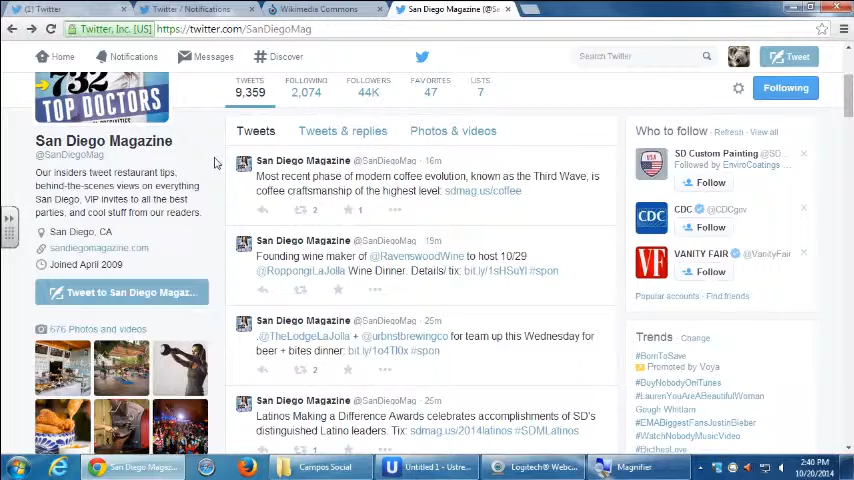 (1) Twitter
Twitter / Notifications
Wikimedia Commons
San Diego Magazine (@Sa
Twitter, Inc. [US]
https://twitter.com/SanDiegoMag
Home
Notifications
Messages
Discover
Search Twitter
Tweet
732
TOP DOCTORS
TWEETS
9,359
FOLLOWING
2,074
FOLLOWERS
44K
FAVORITES
47
LISTS
7
Following
San Diego Magazine
@SanDiegoMag
Our insiders tweet restaurant tips,
behind-the-scenes views on everything
San Diego, VIP invites to all the best
parties, and cool stuff from our readers.
San Diego, CA
sandiegomagazine.com
Joined April 2009
Tweet to San Diego Magaz...
676 Photos and videos
Tweets
Tweets & replies
Photos & videos
San Diego Magazine @SanDiegoMag · 16m
Most recent phase of modern coffee evolution, known as the Third Wave, is
coffee craftsmanship of the highest level: sdmag.us/coffee
2
1
San Diego Magazine @SanDiegoMag · 19m
Founding wine maker of @RavenswoodWine to host 10/29
@RoppongiLaJolla Wine Dinner. Details/ tix: bit.ly/1sHSuYl #spon
San Diego Magazine @SanDiegoMag · 25m
.@TheLodgeLaJolla + @urbnstbrewingco for team up this Wednesday for
beer + bites dinner: bit.ly/1o4Tl0x #spon
2
San Diego Magazine @SanDiegoMag · 25m
Latinos Making a Difference Awards celebrates accomplishments of SD's
distinguished Latino leaders. Tix: sdmag.us/2014latinos #SDMLatinos
1
Who to follow · Refresh · View all
SD Custom Painting @SD...
Followed by EnviroCoatings ...
Follow
CDC @CDCgov
CDC
Follow
VANITY FAIR @VanityFair
VF
Follow
Popular accounts · Find friends
Trends · Change
#BornToSave
Promoted by Voya
#BuyNobodyOniTunes
#LaurenYouAreABeautifulWoman
Gough Whitlam
#EMABiggestFansJustinBieber
#WatchNobodyMusicVideo
San Diego Magaz...
Campos Social
Untitled 1 - Ustre...
Logitech® Webc...
Magnifier
2:40 PM
10/20/2014